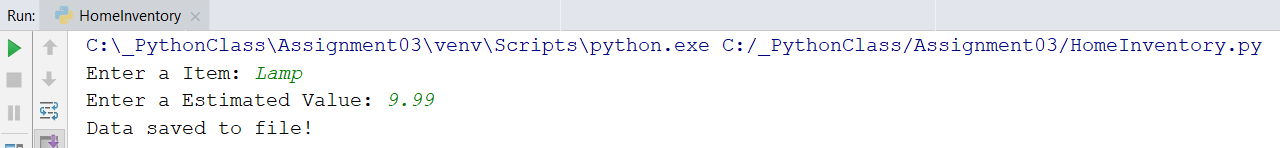 Run: HomeInventory
C:\_PythonClass\Assignment03\venv\Scripts\python.exe C:/_PythonClass/Assignment03/HomeInventory.py
Enter a Item: Lamp
Enter a Estimated Value: 9.99
Data saved to file!